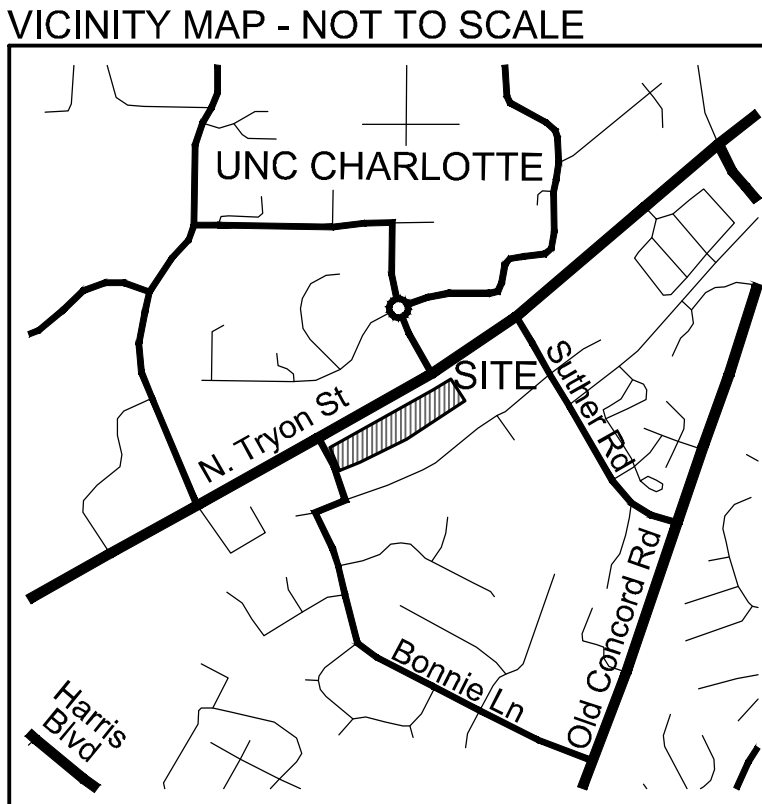 VICINITY MAP - NOT TO SCALE
UNC CHARLOTTE
SITE
Suther Rd
N. Tryon St
Old Concord Rd
Bonnie Ln
Harris
Blvd